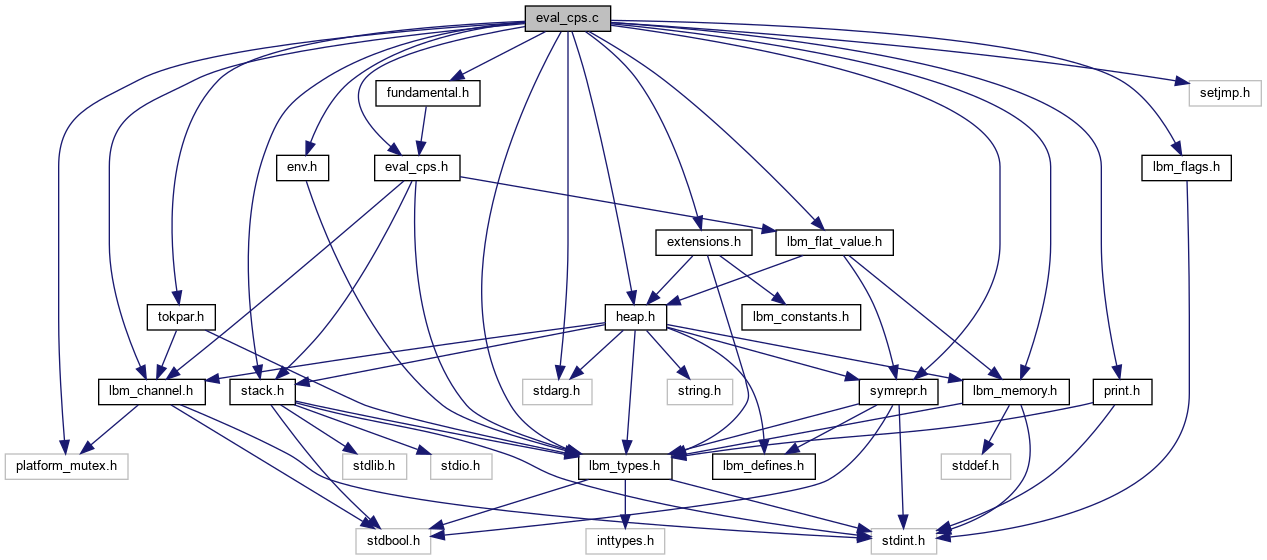 eval_cps.c
fundamental.h
setjmp.h
env.h
eval_cps.h
lbm_flags.h
extensions.h
lbm_flat_value.h
tokpar.h
heap.h
lbm_constants.h
lbm_channel.h
stack.h
stdarg.h
string.h
symrepr.h
lbm_memory.h
print.h
platform_mutex.h
stdlib.h
stdio.h
lbm_types.h
lbm_defines.h
stddef.h
stdbool.h
inttypes.h
stdint.h